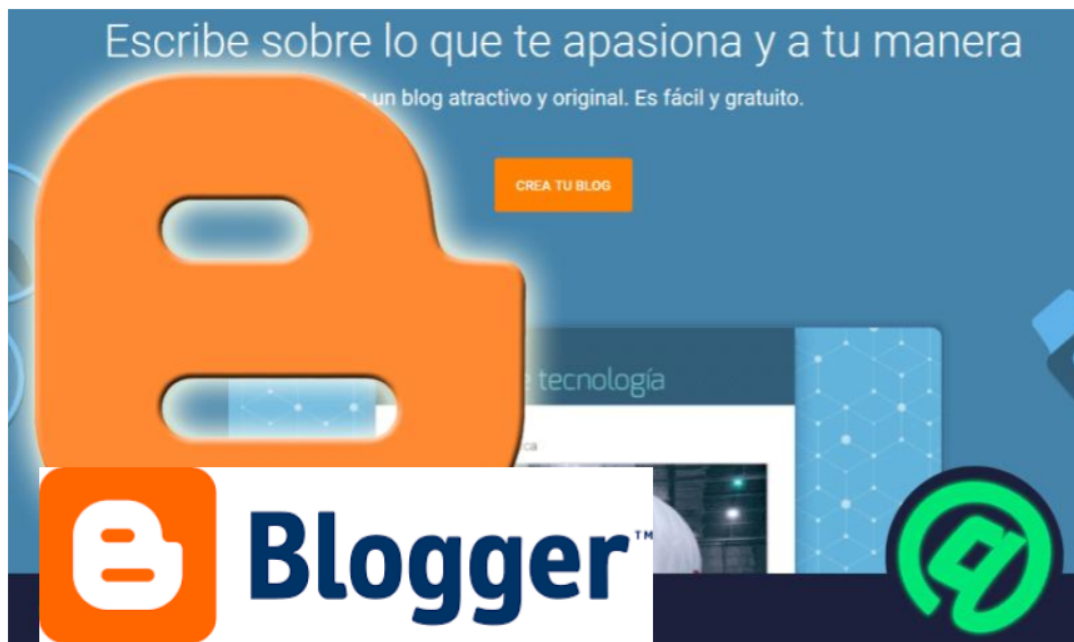 Escribe sobre lo que te apasiona y a tu manera
un blog atractivo y original. Es fácil y gratuito.
CREA TU BLOG
tecnología
Blogger™